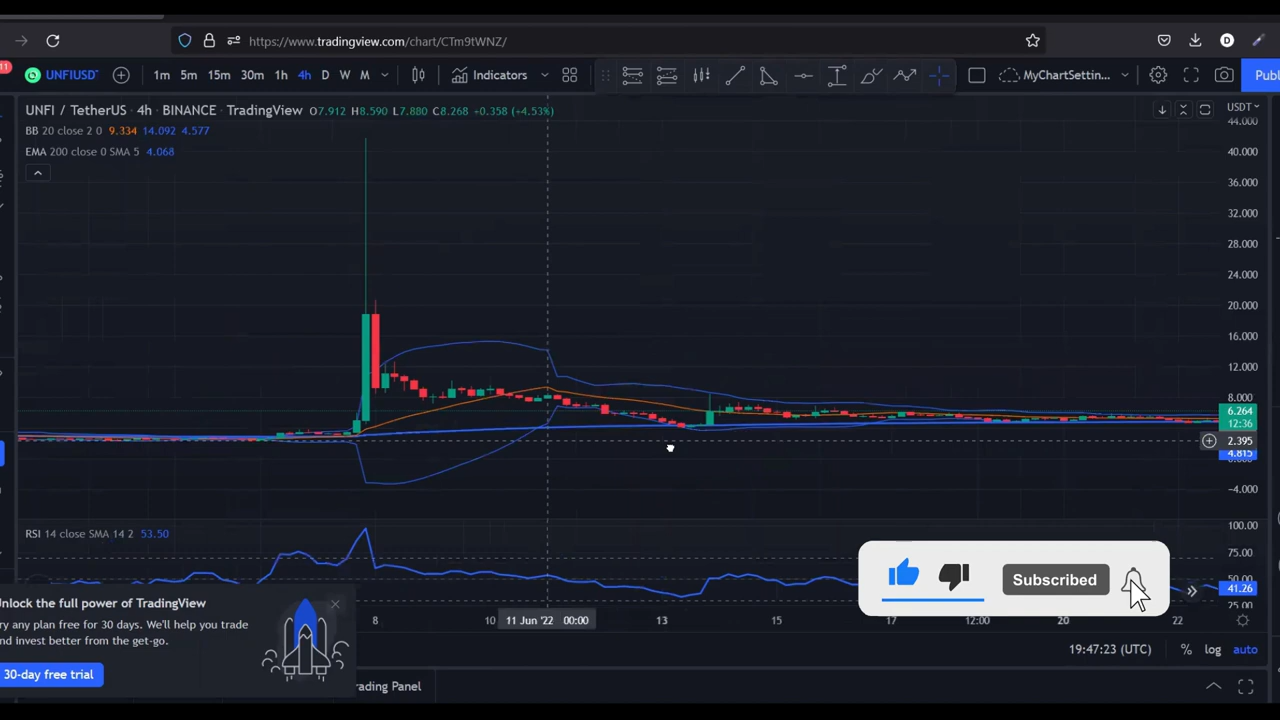 https://www.tradingview.com/chart/CTm9tWNZ/
D
11
UNFIUSDT 1m 5m 15m 30m 1h 4h D W M Indicators MyChartSettin... Publ
UNFI / TetherUS · 4h · BINANCE · TradingView O7.912 H8.590 L7.880 C8.268 +0.358 (+4.53%)
USDT
BB 20 close 2 0 9.334 14.092 4.577
EMA 200 close 0 SMA 5 4.068
44.000
40.000
36.000
32.000
28.000
24.000
20.000
16.000
12.000
8.000
6.264
12:36
2.395
4.815
−4.000
RSI 14 close SMA 14 2 53.50
100.00
75.00
50.00
41.26
25.00
Subscribed
Unlock the full power of TradingView
ry any plan free for 30 days. We'll help you trade
nd invest better from the get-go.
30-day free trial
8 10 11 Jun '22 00:00 13 15 17 12:00 20 22
19:47:23 (UTC) % log auto
rading Panel